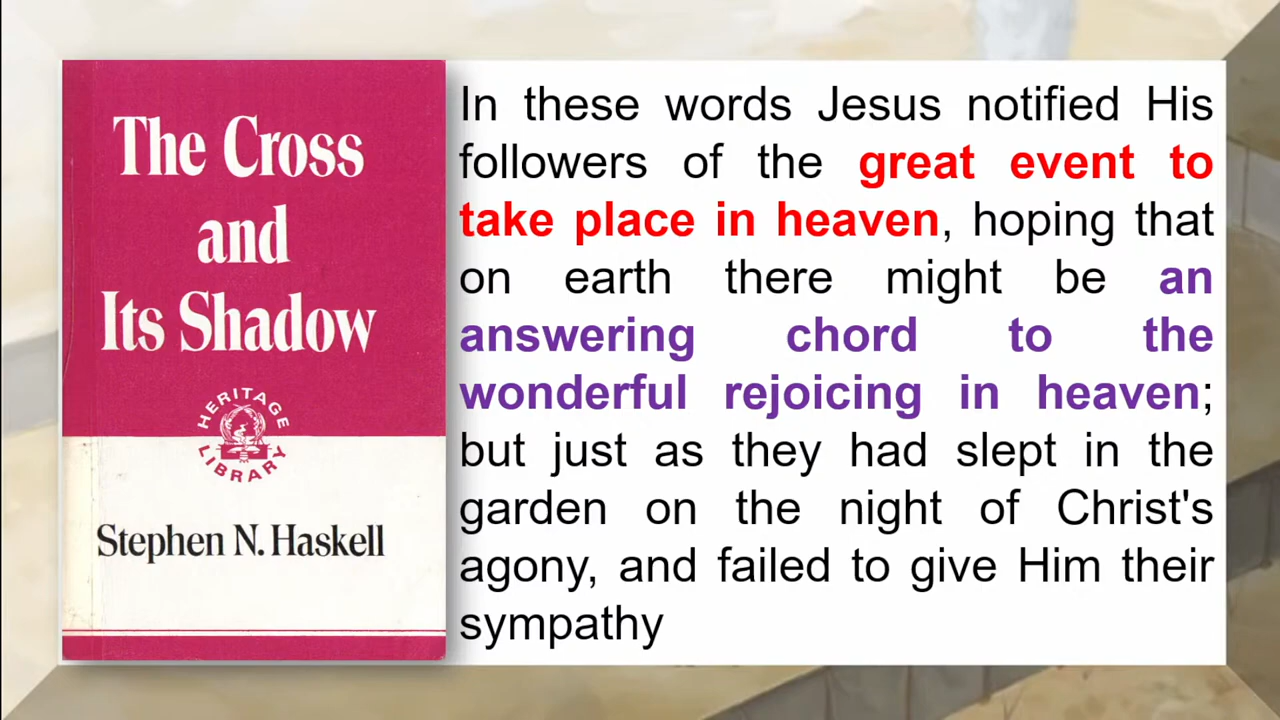 The Cross
and
Its Shadow
HERITAGE
LIBRARY
Stephen N. Haskell
In these words Jesus notified His
followers of the great event to
take place in heaven, hoping that
on earth there might be an
answering chord to the
wonderful rejoicing in heaven;
but just as they had slept in the
garden on the night of Christ's
agony, and failed to give Him their
sympathy